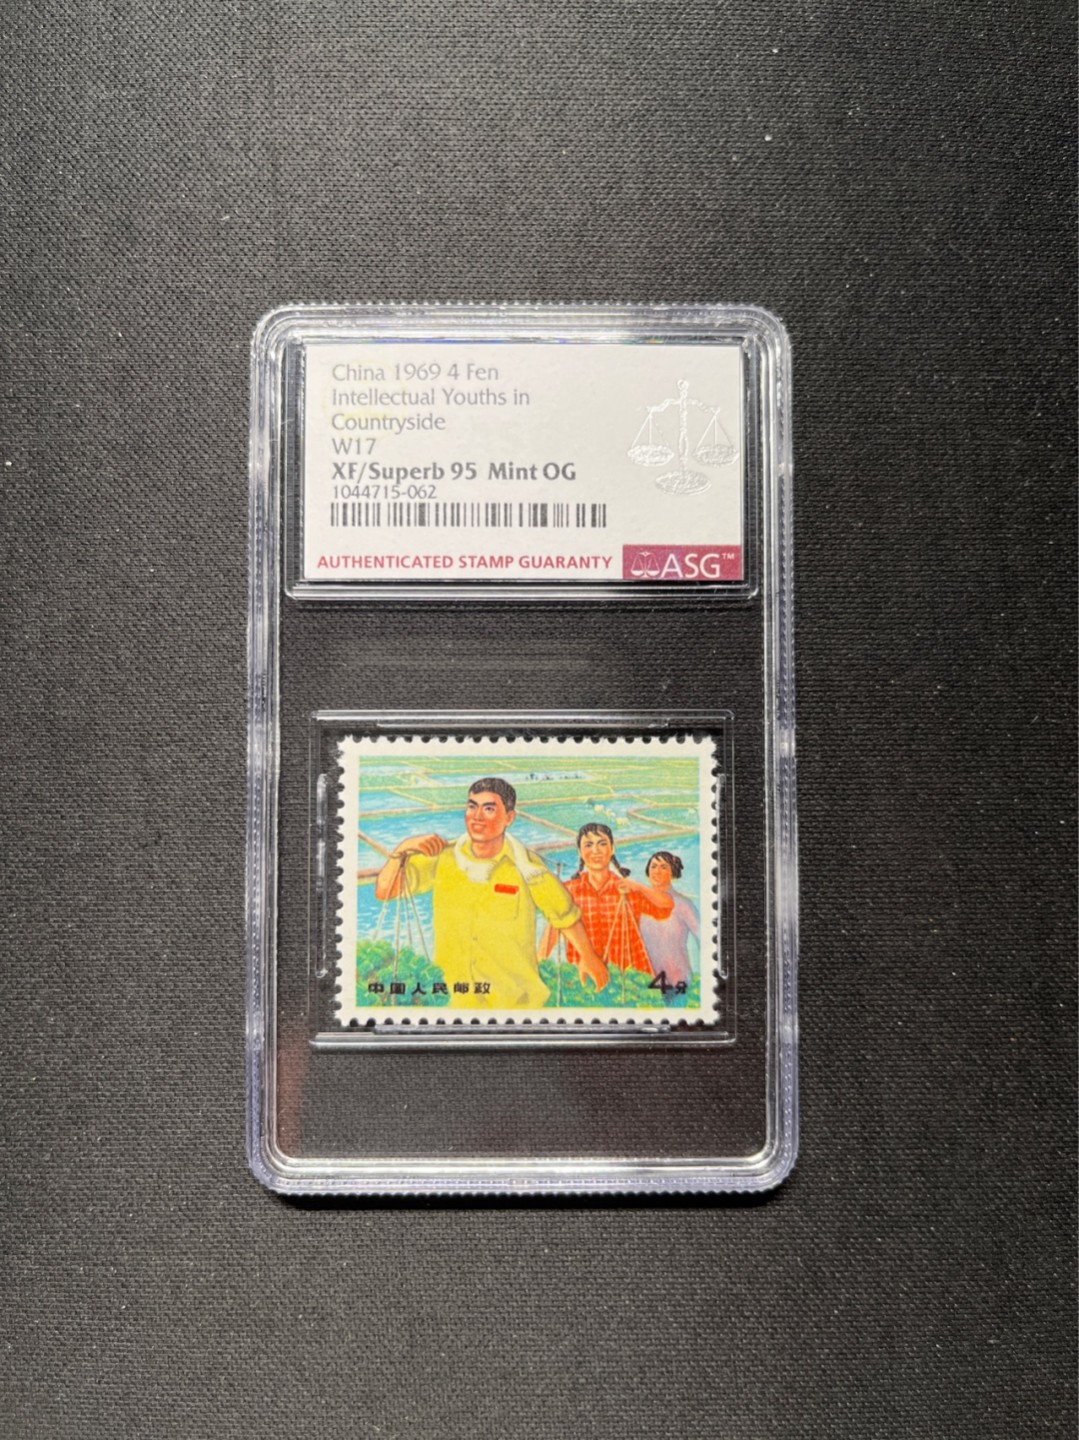 China 1969 4 Fen
Intellectual Youths in
Countryside
W17
XF/Superb 95 Mint OG
1044715-062
AUTHENTICATED STAMP GUARANTY
ASG™
中国人民邮政
4分